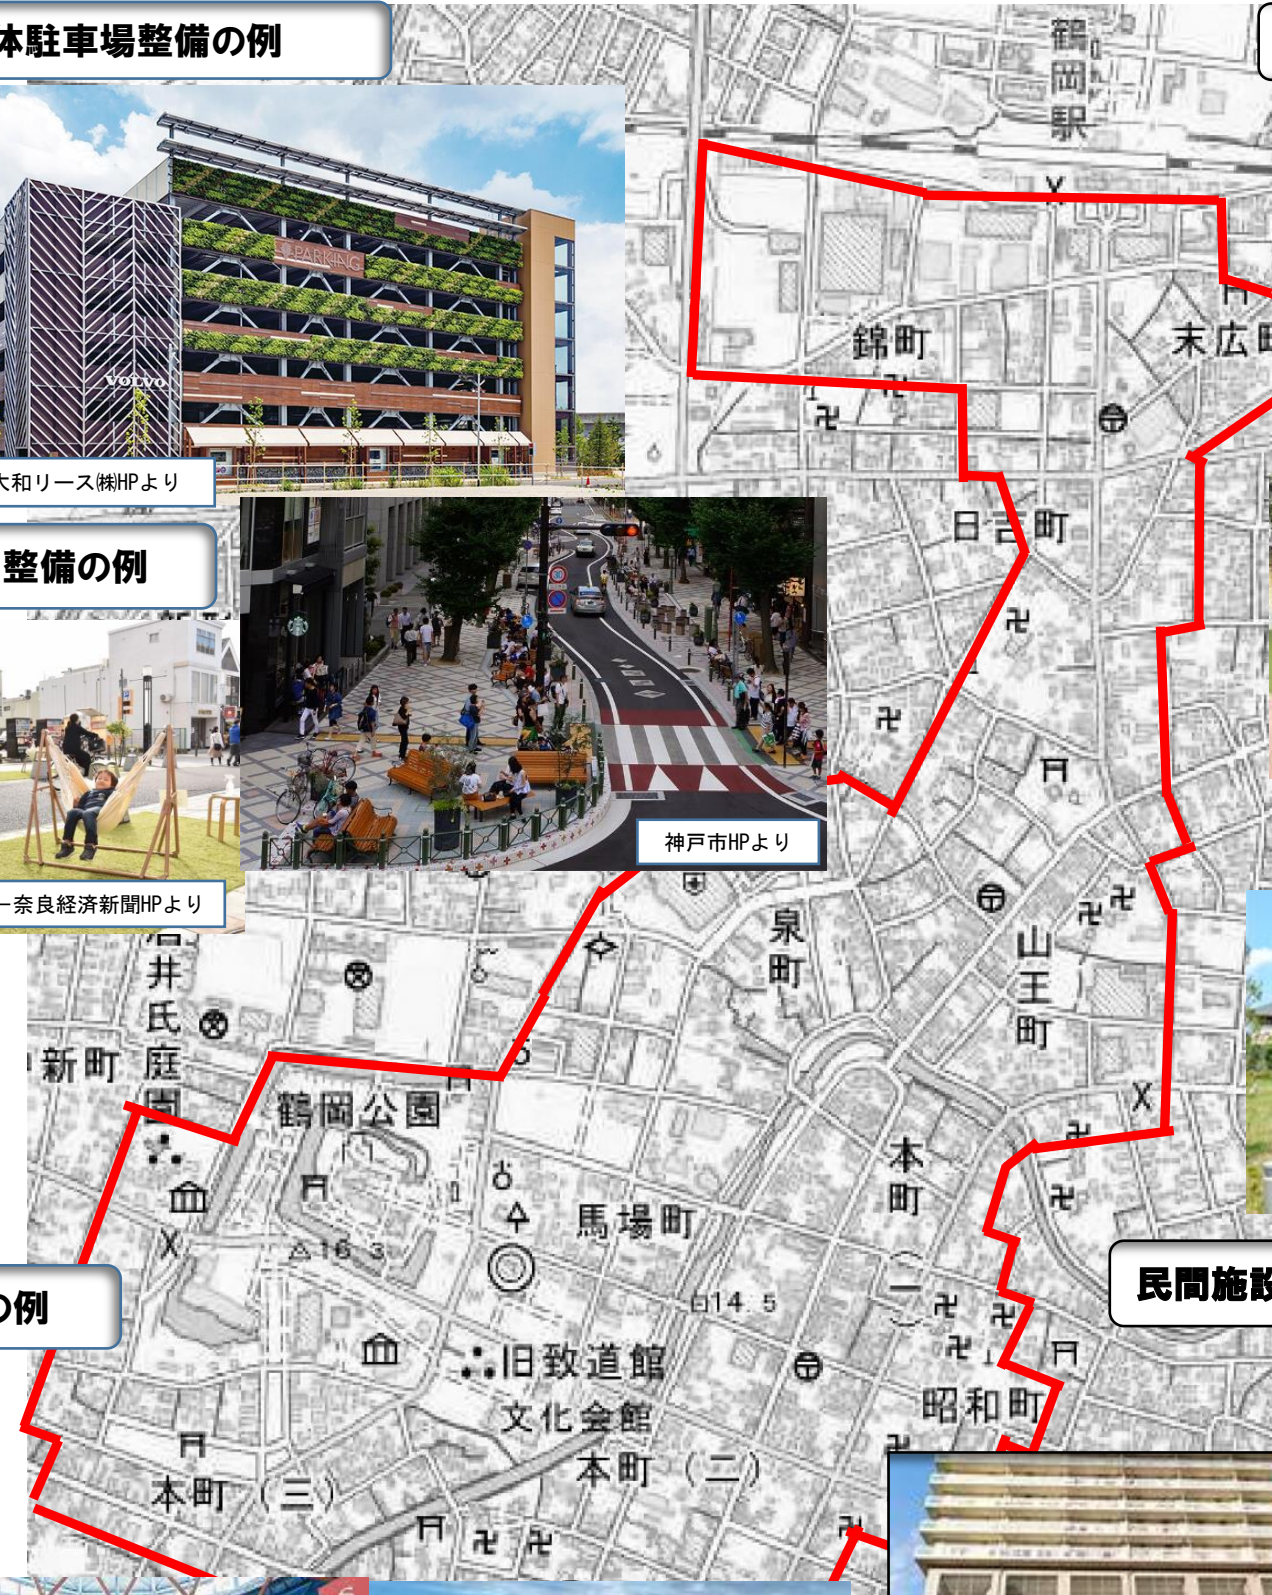 体駐車場整備の例
鶴岡駅
PARKING
VOLVO
大和リース㈱HPより
錦町
末広町
整備の例
日吉町
神戸市HPより
ー奈良経済新聞HPより
泉町
山王町
井氏庭園
新町
鶴岡公園
本町(一)
馬場町
16.3
14.5
の例
民間施設
旧致道館
文化会館
昭和町
本町(二)
本町(三)